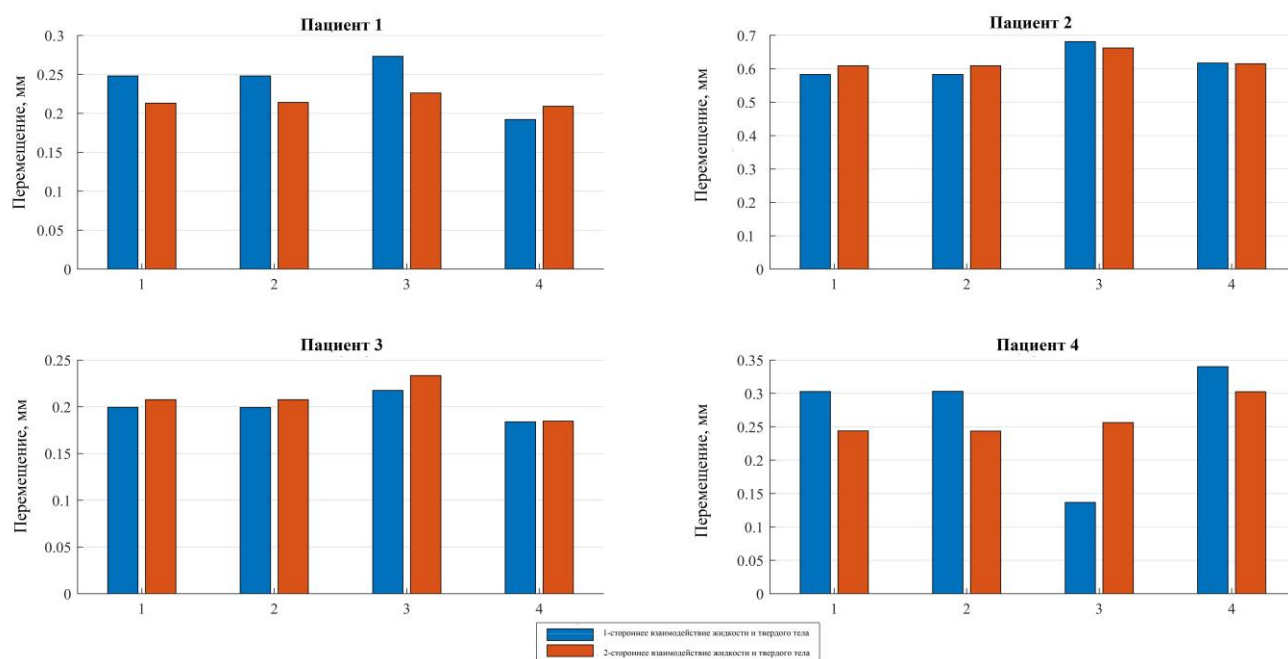 Пациент 1
0.3
0.25
0.2
0.15
0.1
0.05
0
Перемещение, мм
1 2 3 4
Пациент 2
0.7
0.6
0.5
0.4
0.3
0.2
0.1
0
Перемещение, мм
1 2 3 4
Пациент 3
0.25
0.2
0.15
0.1
0.05
0
Перемещение, мм
1 2 3 4
Пациент 4
0.35
0.3
0.25
0.2
0.15
0.1
0.05
0
Перемещение, мм
1 2 3 4
1-стороннее взаимодействие жидкости и твердого тела
2-стороннее взаимодействие жидкости и твердого тела